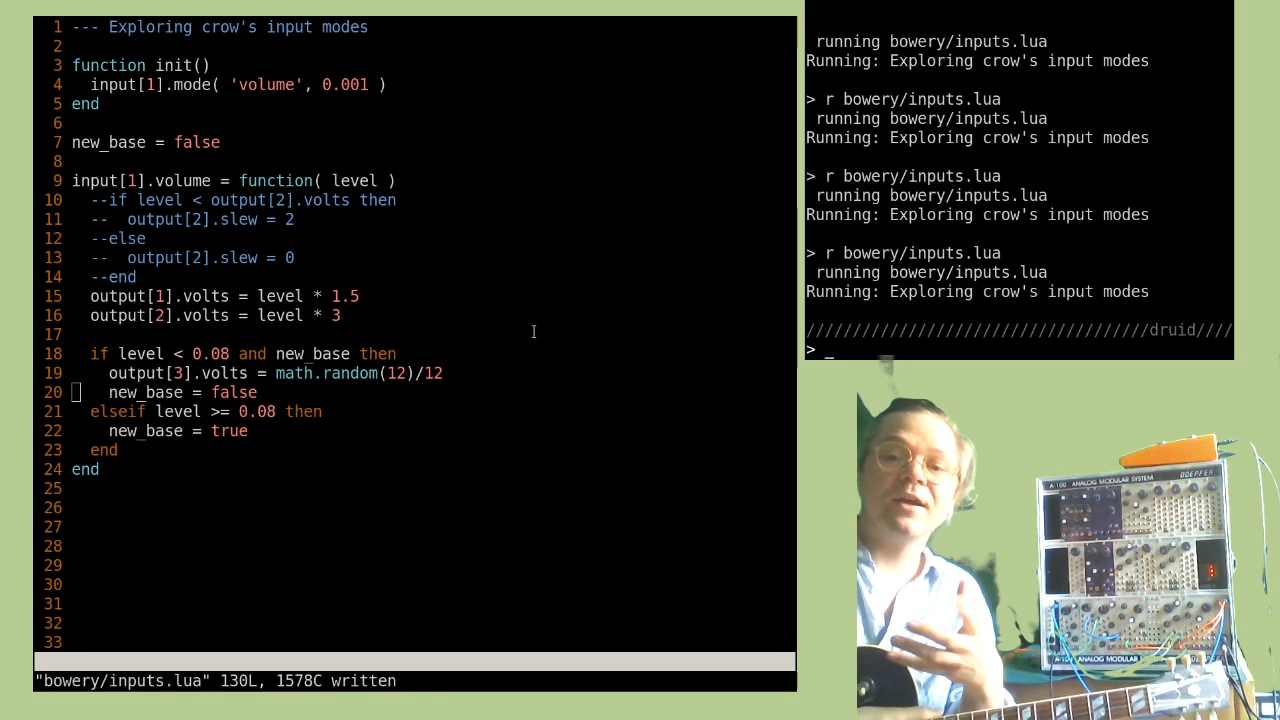 1 --- Exploring crow's input modes
2
3 function init()
4   input[1].mode( 'volume', 0.001 )
5 end
6
7 new_base = false
8
9 input[1].volume = function( level )
10   --if level < output[2].volts then
11   --  output[2].slew = 2
12   --else
13   --  output[2].slew = 0
14   --end
15   output[1].volts = level * 1.5
16   output[2].volts = level * 3
17
18   if level < 0.08 and new_base then
19     output[3].volts = math.random(12)/12
20     new_base = false
21   elseif level >= 0.08 then
22     new_base = true
23   end
24 end
25
26
27
28
29
30
31
32
33
"bowery/inputs.lua" 130L, 1578C written
running bowery/inputs.lua
Running: Exploring crow's input modes
> r bowery/inputs.lua
running bowery/inputs.lua
Running: Exploring crow's input modes
> r bowery/inputs.lua
running bowery/inputs.lua
Running: Exploring crow's input modes
> r bowery/inputs.lua
running bowery/inputs.lua
Running: Exploring crow's input modes
/////////////////////////////////////druid////
> _
A-100 ANALOG MODULAR SYSTEM DOEPFER
A-100 ANALOG MODULAR SYSTEM